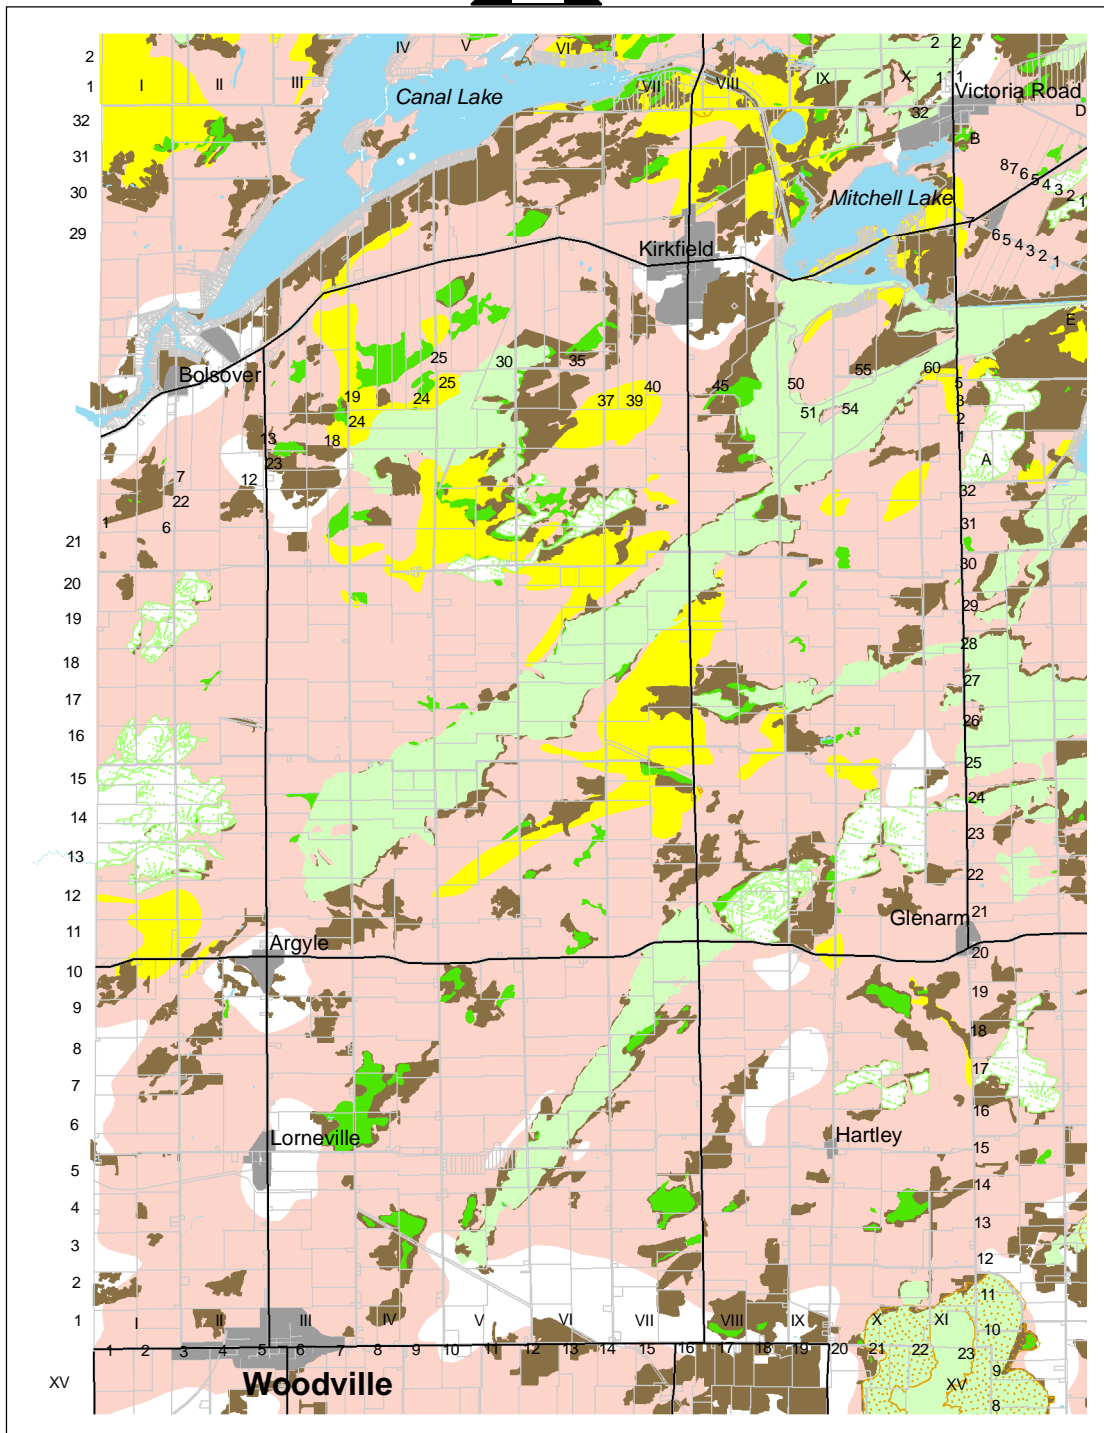 2 IV V VI 2 2
1 I II III VII VIII IX X 1 1
Canal Lake
Victoria Road
32 32 D
31 B
30 8 7 6 5 4 3 2 1
Mitchell Lake
29 7
6 5 4 3 2 1
Kirkfield
E
25 30 35 55 60
Bolsover
25 40 45 50 5
19 24 37 39 3
24 51 54 2
13 18 1
23 A
7 12
22 32
1 6 31
21
20 30
19 29
18 28
17 27
16 26
15 25
14 24
13 23
12 22
11 Glenarm 21
Argyle
10 20
9 19
8 18
7 17
6 16
Lorneville Hartley
5 15
4 14
3 13
2 12
11
1 I II III IV V VI VII VIII IX X XI 10
1 2 3 4 5 6 7 8 9 10 11 12 13 14 15 16 17 18 19 20 21 22 23
9
XV Woodville XV
8